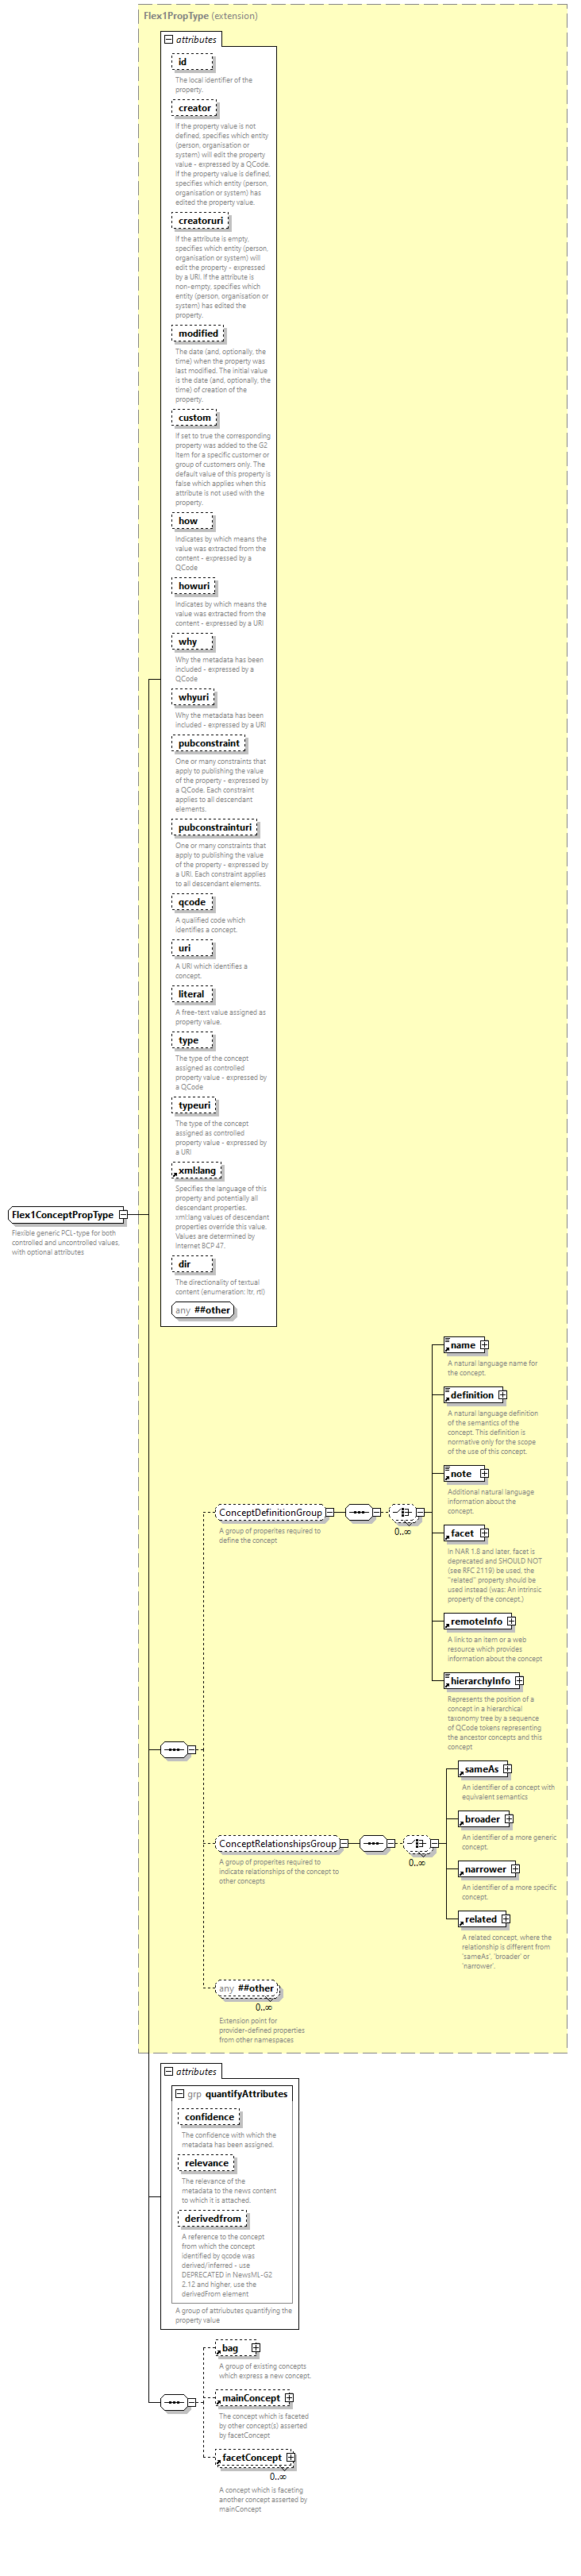 Flex1PropType (extension)
attributes
id
The local identifier of the
property.
creator
If the property value is not
defined, specifies which entity
(person, organisation or
system) will edit the property
value - expressed by a QCode.
If the property value is defined,
specifies which entity (person,
organisation or system) has
edited the property value.
creatoruri
If the attribute is empty,
specifies which entity (person,
organisation or system) will
edit the property - expressed
by a URI. If the attribute is
non-empty, specifies which
entity (person, organisation or
system) has edited the
property.
modified
The date (and, optionally, the
time) when the property was
last modified. The initial value
is the date (and, optionally, the
time) of creation of the
property.
custom
If set to true the corresponding
property was added to the G2
Item for a specific customer or
group of customers only. The
default value of this property is
false which applies when this
attribute is not used with the
property.
how
Indicates by which means the
value was extracted from the
content - expressed by a
QCode
howuri
Indicates by which means the
value was extracted from the
content - expressed by a URI
why
Why the metadata has been
included - expressed by a
QCode
whyuri
Why the metadata has been
included - expressed by a URI
pubconstraint
One or many constraints that
apply to publishing the value
of the property - expressed by
a QCode. Each constraint
applies to all descendant
elements.
pubconstrainturi
One or many constraints that
apply to publishing the value
of the property - expressed by
a URI. Each constraint applies
to all descendant elements.
qcode
A qualified code which
identifies a concept.
uri
A URI which identifies a
concept.
literal
A free-text value assigned as
property value.
type
The type of the concept
assigned as controlled
property value - expressed by
a QCode
typeuri
The type of the concept
assigned as controlled
property value - expressed by
a URI
xml:lang
Specifies the language of this
property and potentially all
descendant properties.
xml:lang values of descendant
properties override this value.
Values are determined by
Internet BCP 47.
dir
The directionality of textual
content (enumeration: ltr, rtl)
any ##other
Flex1ConceptPropType
Flexible generic PCL-type for both
controlled and uncontrolled values,
with optional attributes
name
A natural language name for
the concept.
definition
A natural language definition
of the semantics of the
concept. This definition is
normative only for the scope
of the use of this concept.
note
Additional natural language
information about the
concept.
ConceptDefinitionGroup
0..∞
A group of properites required to
define the concept
facet
In NAR 1.8 and later, facet is
deprecated and SHOULD NOT
(see RFC 2119) be used, the
"related" property should be
used instead (was: An intrinsic
property of the concept.)
remoteInfo
A link to an item or a web
resource which provides
information about the concept
hierarchyInfo
Represents the position of a
concept in a hierarchical
taxonomy tree by a sequence
of QCode tokens representing
the ancestor concepts and this
concept
sameAs
An identifier of a concept with
equivalent semantics
broader
An identifier of a more generic
concept.
ConceptRelationshipsGroup
0..∞
A group of properites required to
indicate relationships of the concept to
other concepts
narrower
An identifier of a more specific
concept.
related
A related concept, where the
relationship is different from
'sameAs', 'broader' or
'narrower'.
any ##other
0..∞
Extension point for
provider-defined properties
from other namespaces
attributes
grp quantifyAttributes
confidence
The confidence with which the
metadata has been assigned.
relevance
The relevance of the
metadata to the news content
to which it is attached.
derivedfrom
A reference to the concept
from which the concept
identified by qcode was
derived/inferred - use
DEPRECATED in NewsML-G2
2.12 and higher, use the
derivedFrom element
A group of attriubutes quantifying the
property value
bag
A group of existing concepts
which express a new concept.
mainConcept
The concept which is faceted
by other concept(s) asserted
by facetConcept
facetConcept
0..∞
A concept which is faceting
another concept asserted by
mainConcept